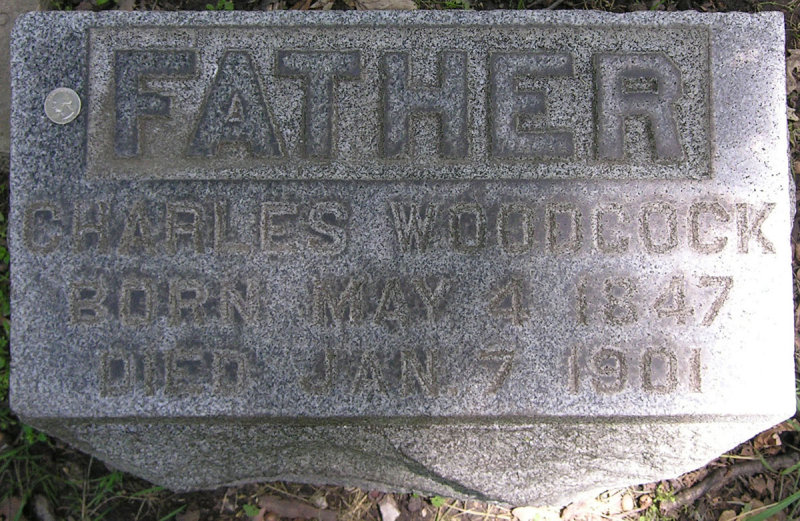 FATHER
CHARLES WOODCOCK
BORN MAY 4 1847
DIED JAN. 7 1901